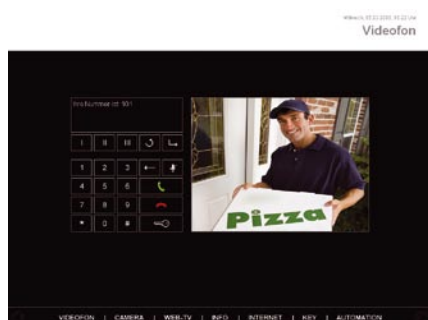 Videofon
Ihre Nummer ist: 101
I II III
1 2 3
4 5 6
7 8 9
* 0 #
Pizza
VIDEOFON | CAMERA | WEB-TV | INFO | INTERNET | KEY | AUTOMATION